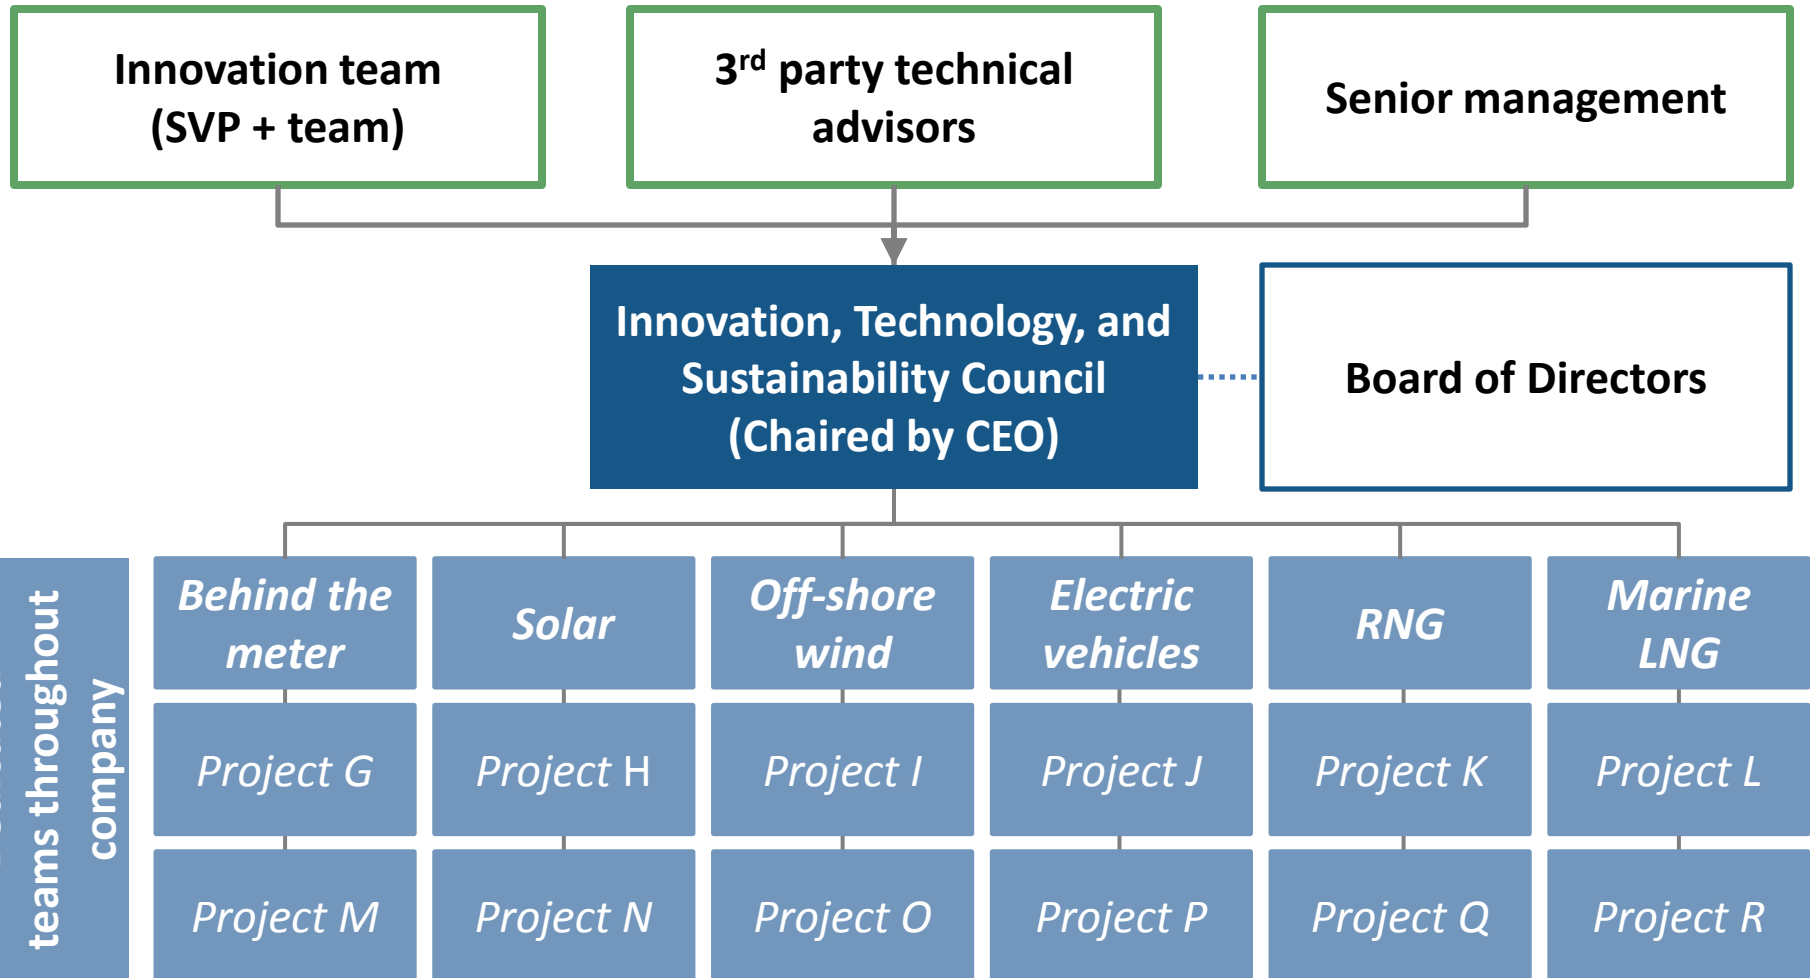 Innovation team
(SVP + team)
3rd party technical
advisors
Senior management
Innovation, Technology, and
Sustainability Council
(Chaired by CEO)
Board of Directors
teams throughout
company
Behind the
meter
Solar
Off-shore
wind
Electric
vehicles
RNG
Marine
LNG
Project G
Project H
Project I
Project J
Project K
Project L
Project M
Project N
Project O
Project P
Project Q
Project R